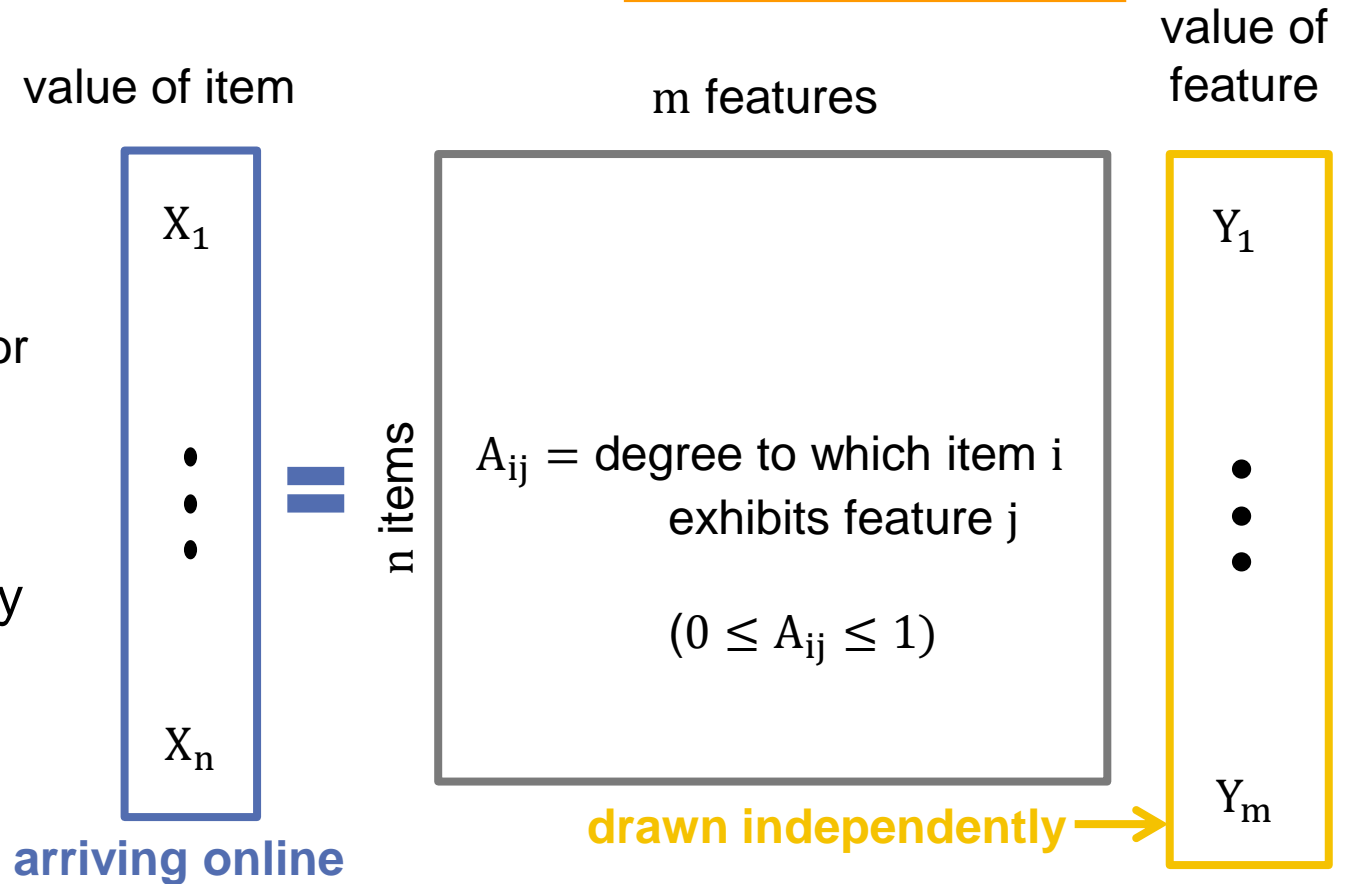 value of item
m features
value of
feature
X₁
Xₙ
or
y
=
n items
Aᵢⱼ = degree to which item i
exhibits feature j
(0 ≤ Aᵢⱼ ≤ 1)
Y₁
Yₘ
drawn independently
arriving online